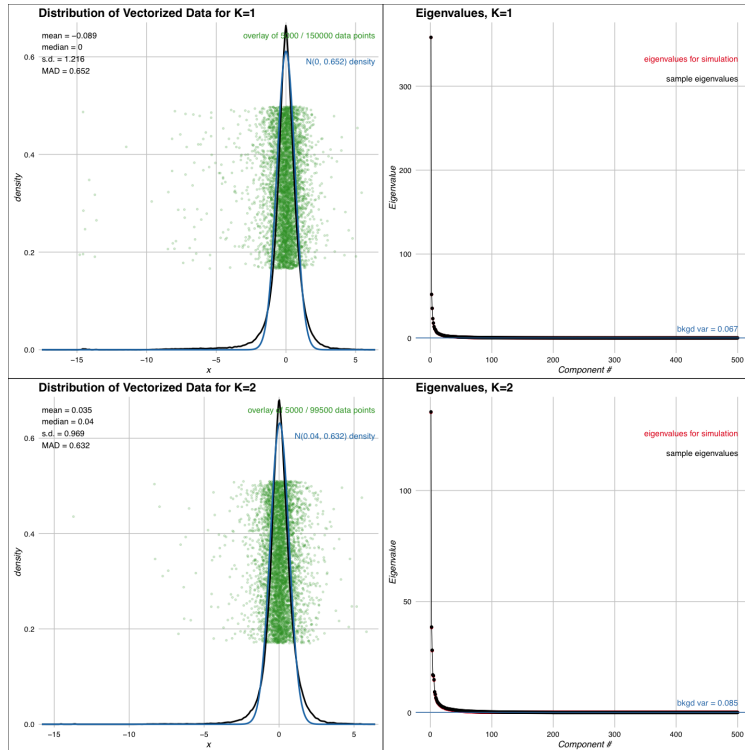 Distribution of Vectorized Data for K=1
mean = −0.089
median = 0
s.d. = 1.216
MAD = 0.652
overlay of 5000 / 150000 data points
N(0, 0.652) density
density
0.6
0.4
0.2
0.0
−15
−10
−5
0
5
x
Eigenvalues, K=1
eigenvalues for simulation
sample eigenvalues
bkgd var = 0.067
Eigenvalue
300
200
100
0
0
100
200
300
400
500
Component #
Distribution of Vectorized Data for K=2
mean = 0.035
median = 0.04
s.d. = 0.969
MAD = 0.632
overlay of 5000 / 99500 data points
N(0.04, 0.632) density
density
0.6
0.4
0.2
0.0
−15
−10
−5
0
5
x
Eigenvalues, K=2
eigenvalues for simulation
sample eigenvalues
bkgd var = 0.085
Eigenvalue
100
50
0
0
100
200
300
400
500
Component #